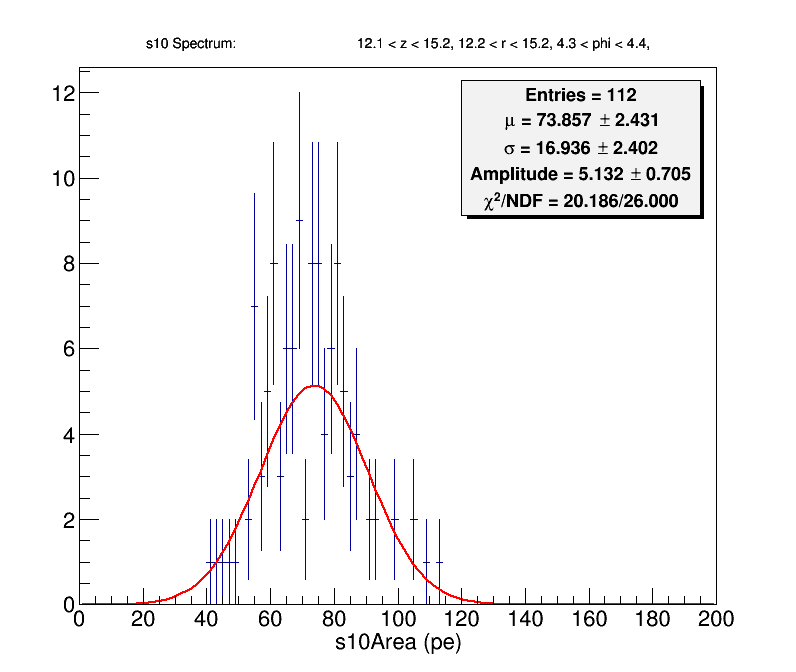 s10 Spectrum: 12.1 < z < 15.2, 12.2 < r < 15.2, 4.3 < phi < 4.4,
Entries = 112
μ = 73.857 ± 2.431
σ = 16.936 ± 2.402
Amplitude = 5.132 ± 0.705
χ²/NDF = 20.186/26.000
12
10
8
6
4
2
0
0 20 40 60 80 100 120 140 160 180 200
s10Area (pe)